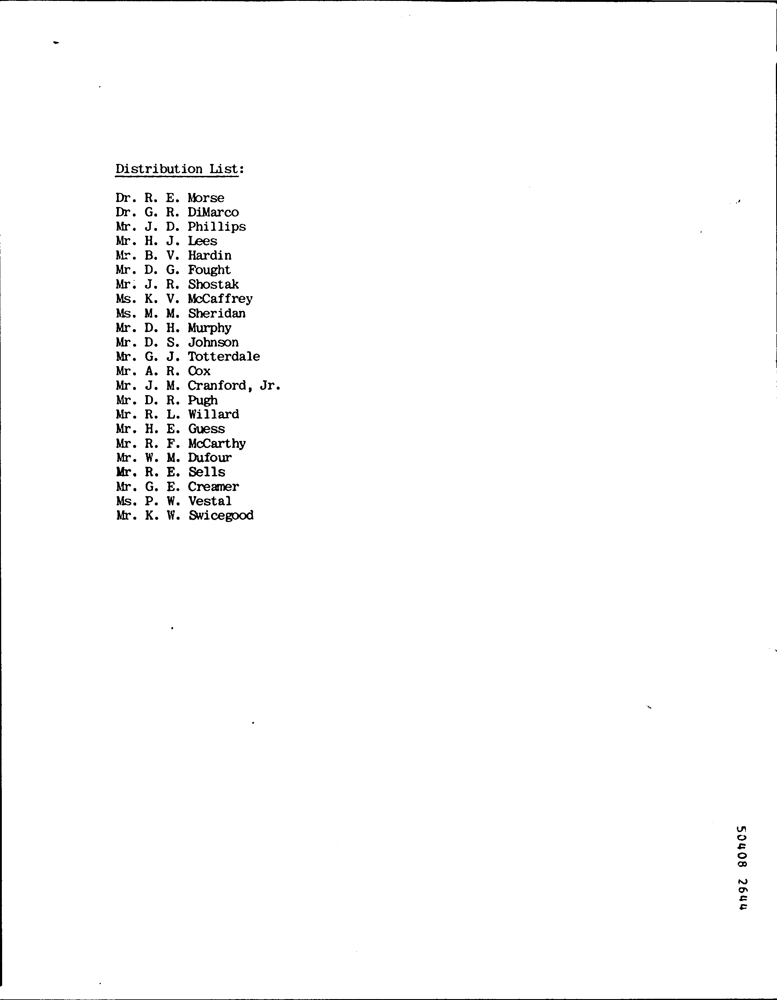 Distribution List:
Dr. R. E. Morse
Dr. G. R. DiMarco
Mr. J. D. Phillips
Mr. H. J. Lees
Mr. B. V. Hardin
Mr. D. G. Fought
Mr. J. R. Shostak
Ms. K. V. McCaffrey
Ms. M. M. Sheridan
Mr. D. H. Murphy
Mr. D. S. Johnson
Mr. G. J. Totterdale
Mr. A. R. Cox
Mr. J. M. Cranford, Jr.
Mr. D. R. Pugh
Mr. R. L. Willard
Mr. H. E. Guess
Mr. R. F. McCarthy
Mr. W. M. Dufour
Mr. R. E. Sells
Mr. G. E. Creamer
Ms. P. W. Vestal
Mr. K. W. Swicegood
50408 2644